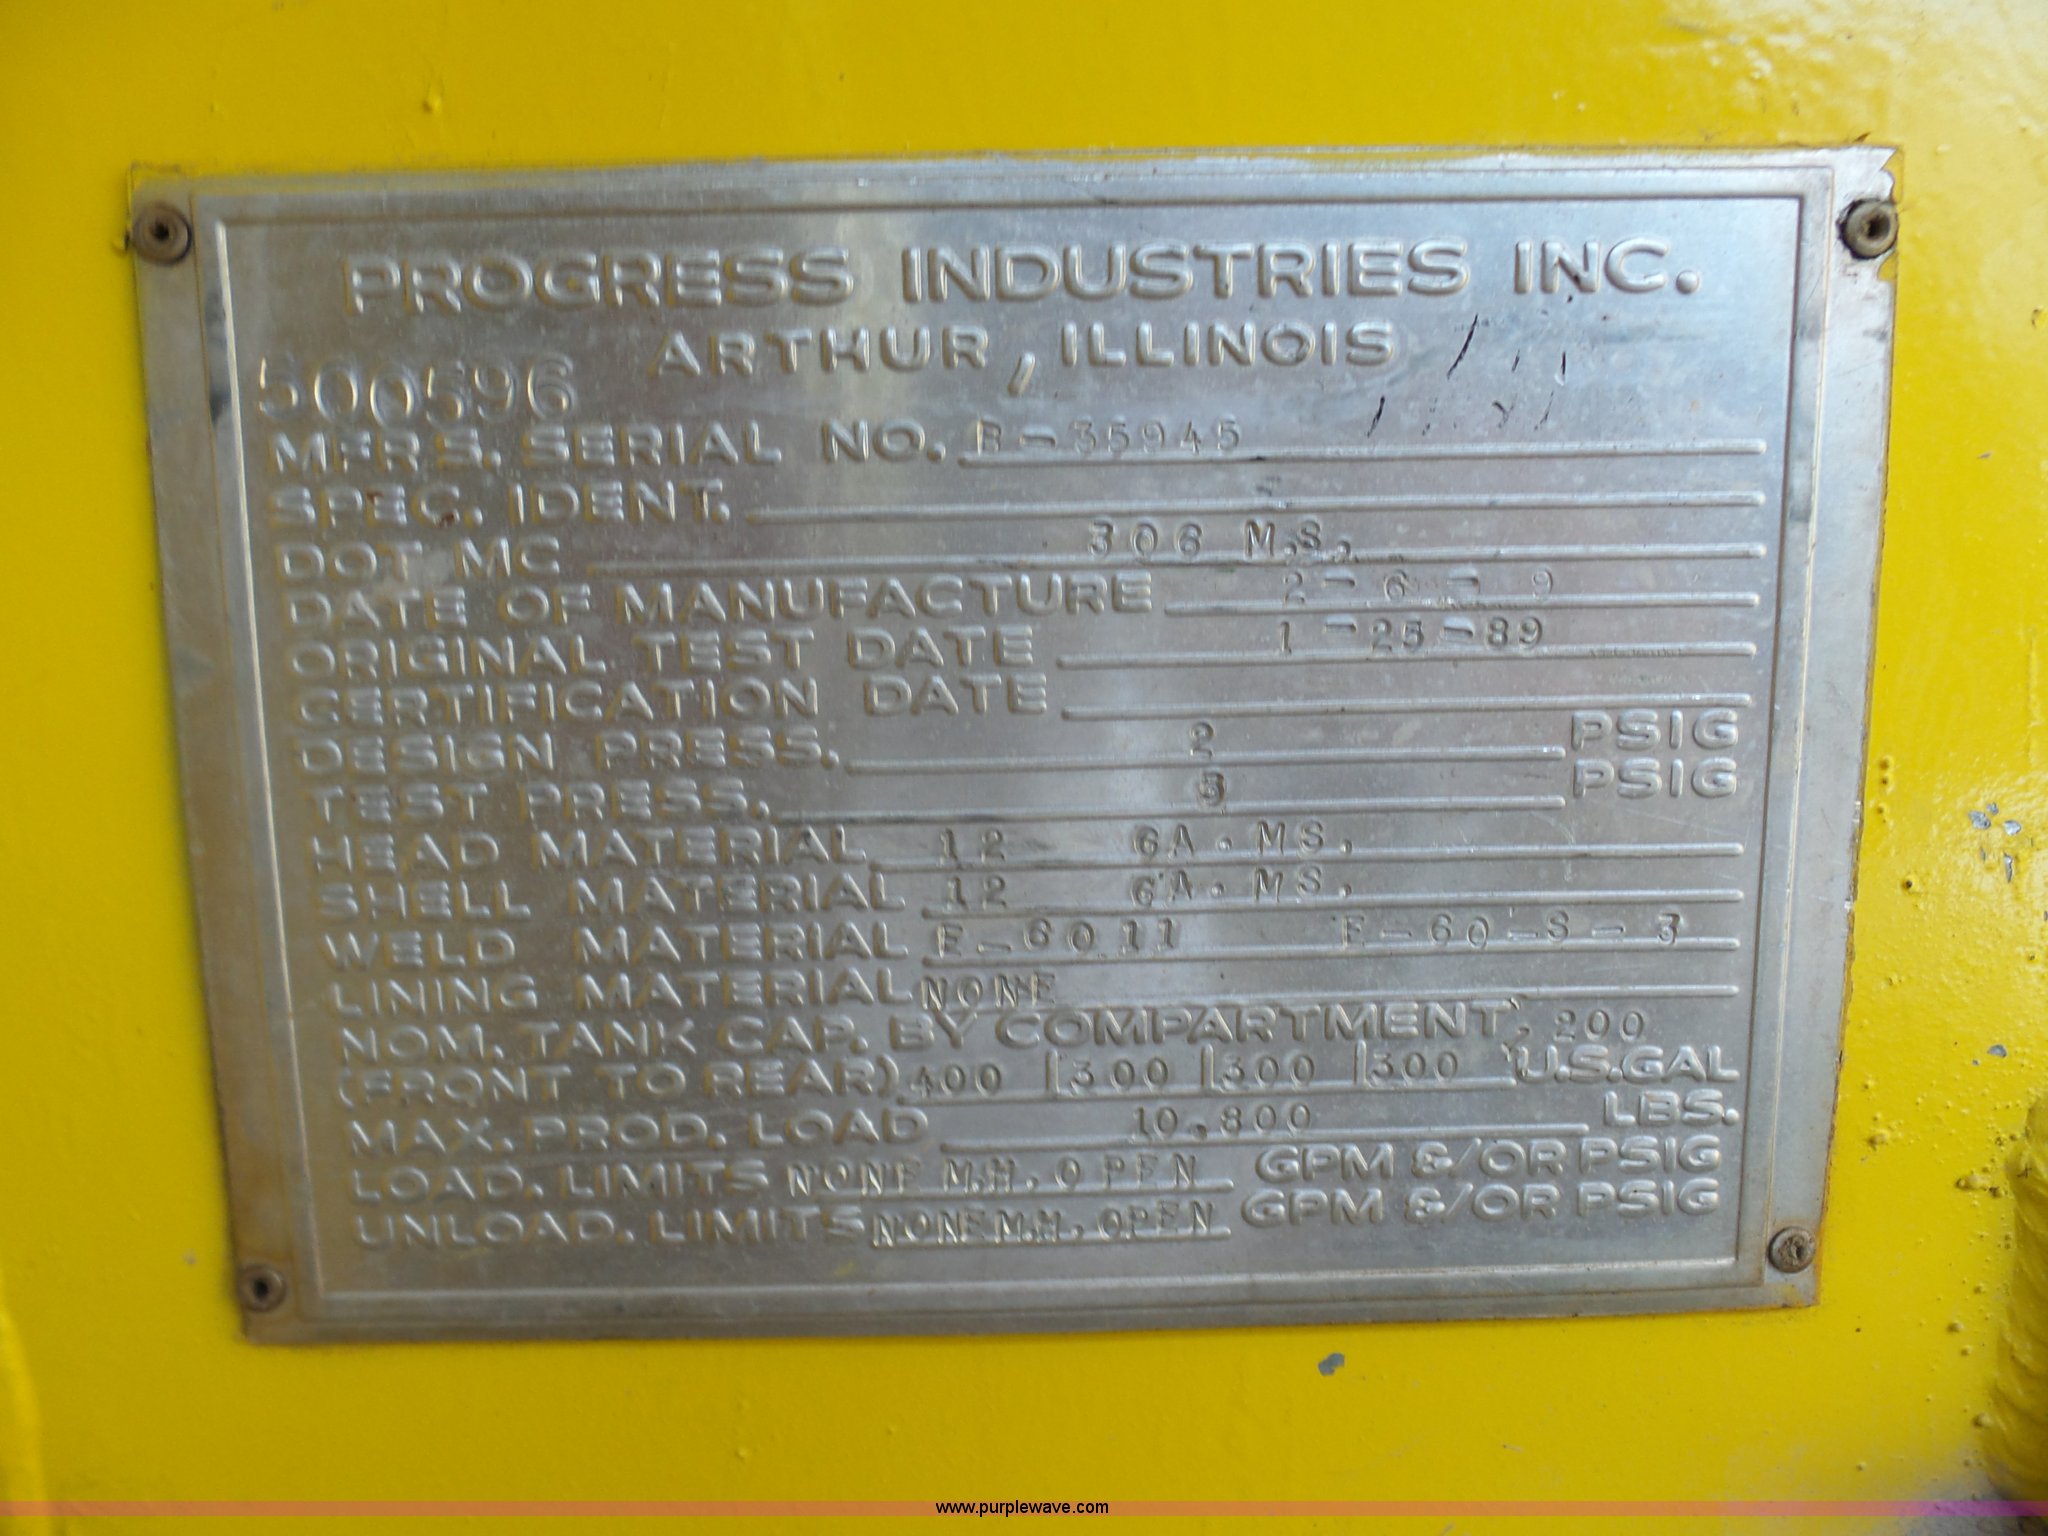 PROGRESS INDUSTRIES INC.
ARTHUR, ILLINOIS
500596
MFRS. SERIAL NO. B-35945
SPEC. IDENT.
DOT MC 306 M.S.
DATE OF MANUFACTURE 2-6- 9
ORIGINAL TEST DATE 1-25-89
CERTIFICATION DATE
DESIGN PRESS. 2 PSIG
TEST PRESS. 3 PSIG
HEAD MATERIAL 12 GA. MS.
SHELL MATERIAL 12 GA. MS.
WELD MATERIAL E-6011 E-60-S-3
LINING MATERIAL NONE
NOM. TANK CAP. BY COMPARTMENT, 200
(FRONT TO REAR) 400 | 300 | 300 | 300 U.S.GAL
MAX. PROD. LOAD 10,800 LBS.
LOAD. LIMITS NONE M.H. OPEN GPM &/OR PSIG
UNLOAD. LIMITS NONE M.H. OPEN GPM &/OR PSIG
www.purplewave.com